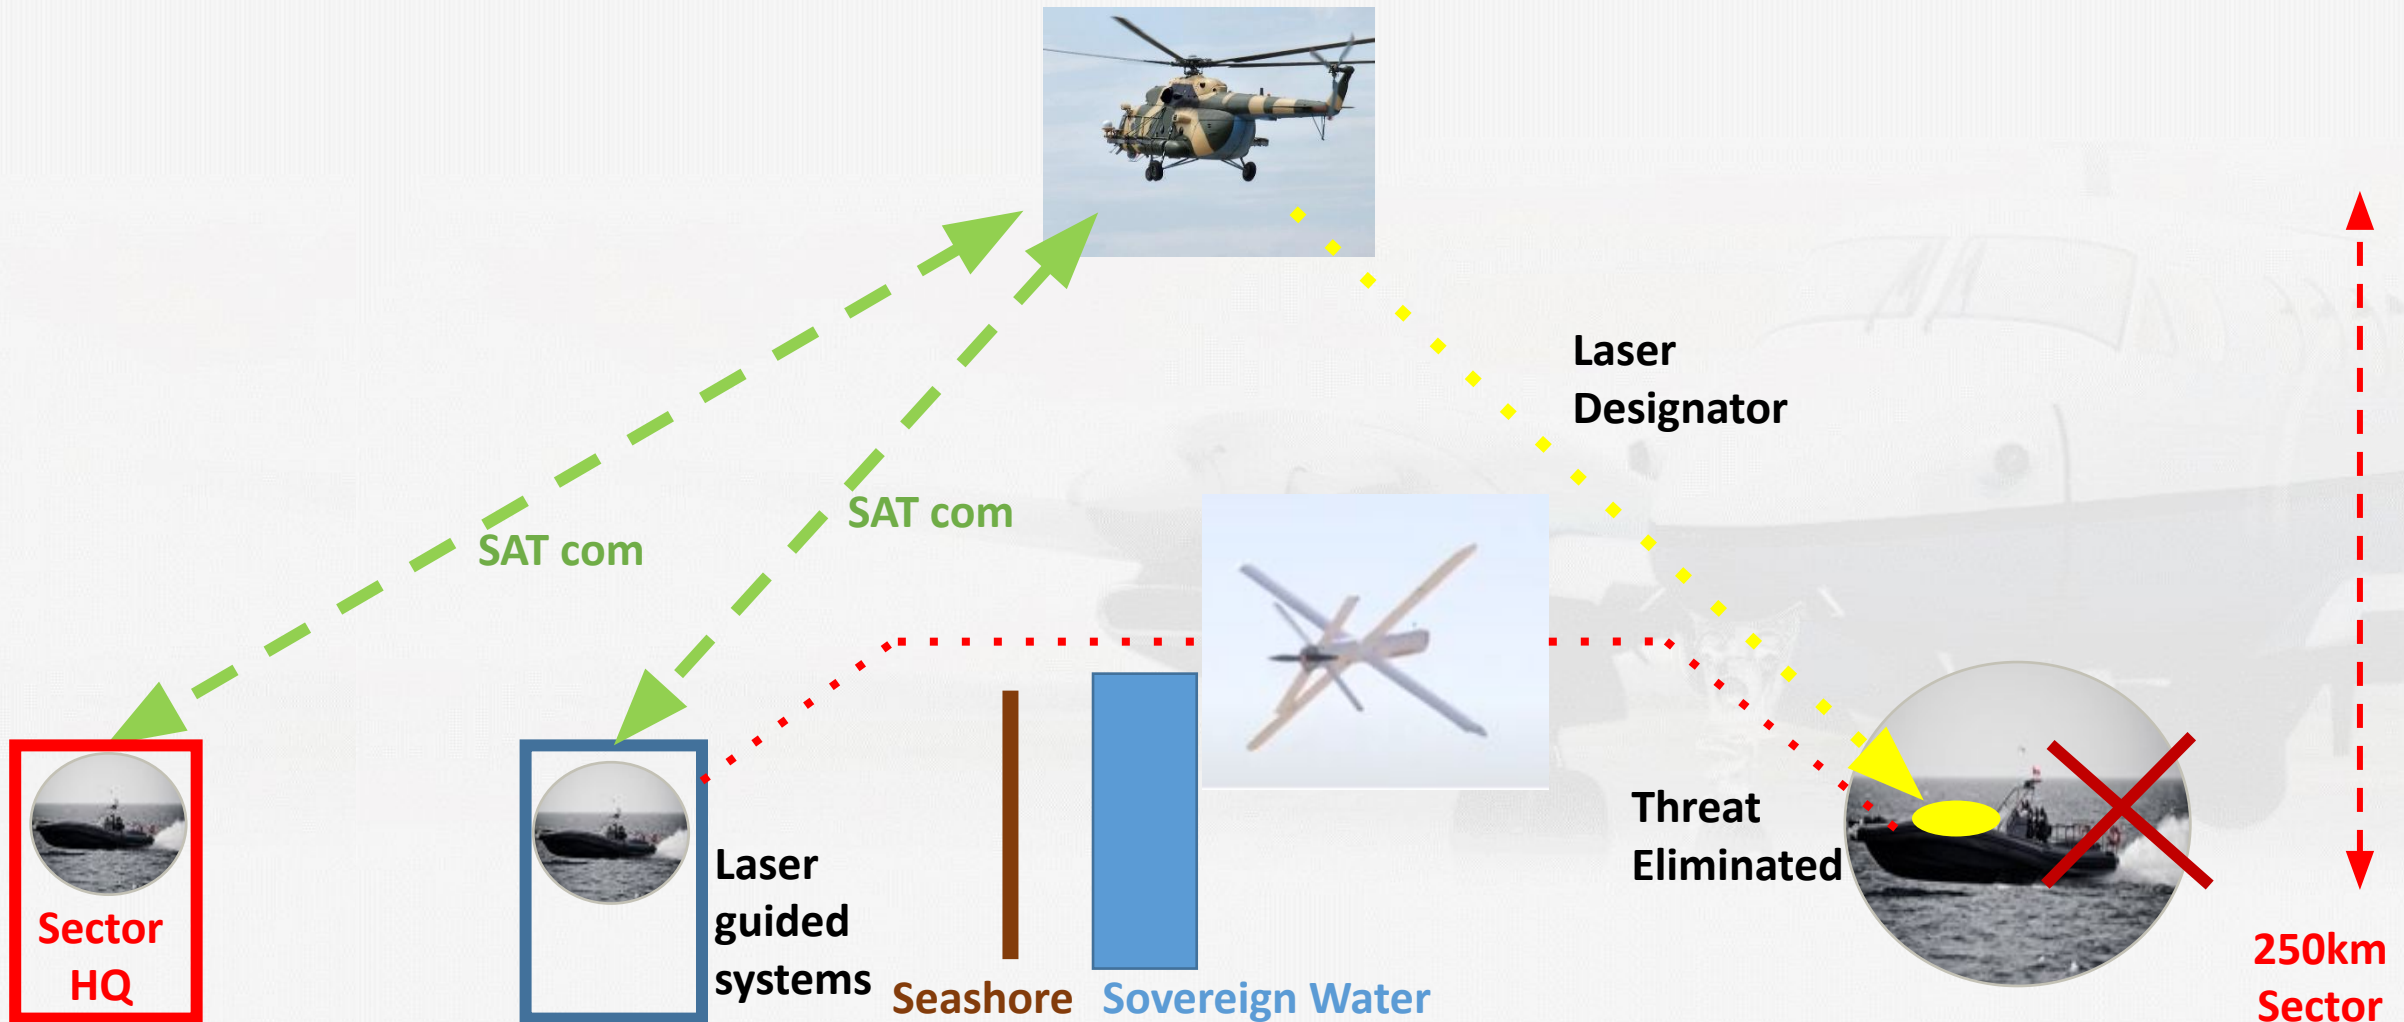 Laser
Designator
SAT com
SAT com
Threat
Eliminated
Laser
guided
systems
Sector
HQ
Seashore
Sovereign Water
250km
Sector